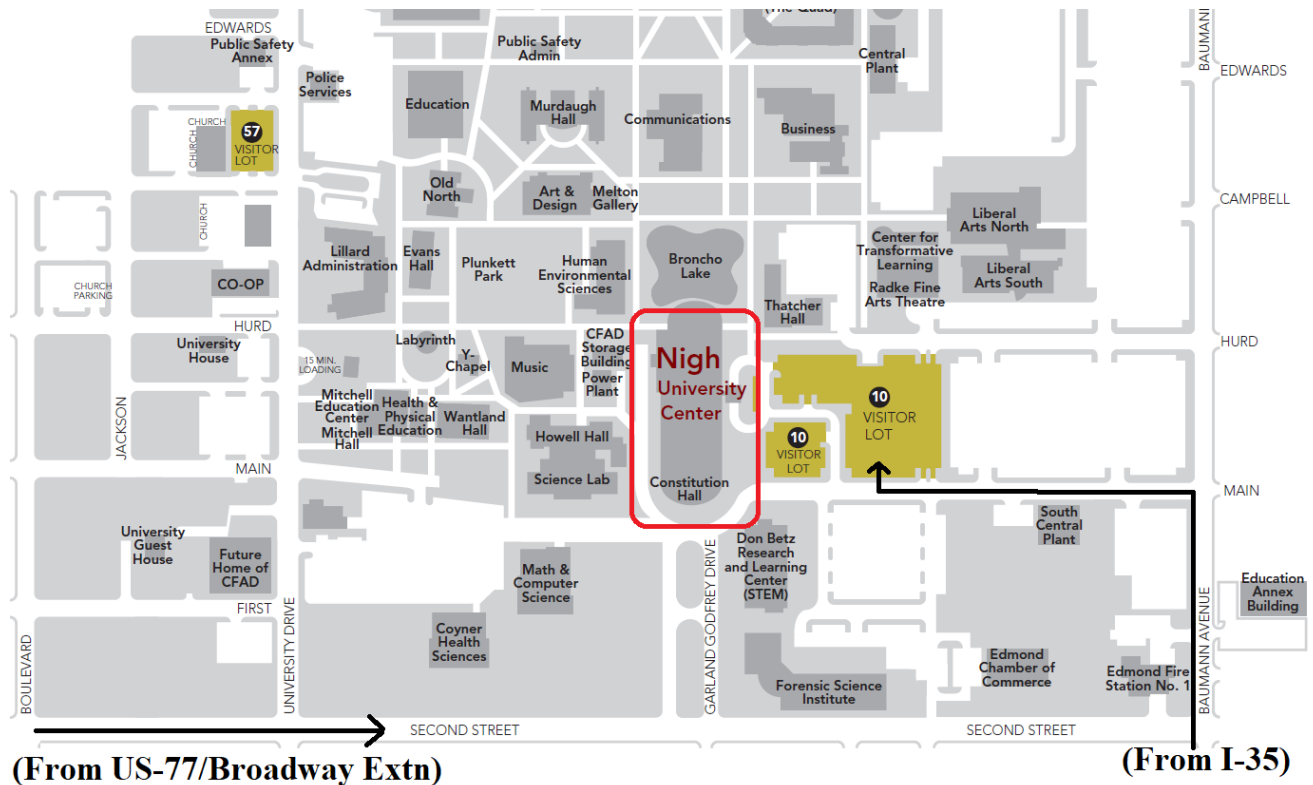 (The Quad)
EDWARDS
Public Safety
Annex
Public Safety
Admin
Central
Plant
BAUMANN
EDWARDS
Police
Services
Education
Murdaugh
Hall
Communications
Business
CHURCH
CHURCH
57
VISITOR
LOT
Old
North
Art &
Design
Melton
Gallery
CAMPBELL
CHURCH
Liberal
Arts North
Lillard
Administration
Evans
Hall
Plunkett
Park
Human
Environmental
Sciences
Broncho
Lake
Center for
Transformative
Learning
Liberal
Arts South
Radke Fine
Arts Theatre
CHURCH
PARKING
CO-OP
Thatcher
Hall
HURD
University
House
15 MIN.
LOADING
Labyrinth
Y-
Chapel
Music
CFAD
Storage
Building
Power
Plant
Nigh
University
Center
HURD
10
VISITOR
LOT
Mitchell
Education
Center
Mitchell
Hall
Health &
Physical
Education
Wantland
Hall
Howell Hall
10
VISITOR
LOT
JACKSON
MAIN
Science Lab
Constitution
Hall
MAIN
University
Guest
House
Future
Home of
CFAD
Math &
Computer
Science
Don Betz
Research
and Learning
Center
(STEM)
South
Central
Plant
Education
Annex
Building
FIRST
Coyner
Health
Sciences
BOULEVARD
UNIVERSITY DRIVE
GARLAND GODFREY DRIVE
Forensic Science
Institute
Edmond
Chamber of
Commerce
Edmond Fire
Station No. 1
BAUMANN AVENUE
SECOND STREET
SECOND STREET
(From US-77/Broadway Extn)
(From I-35)